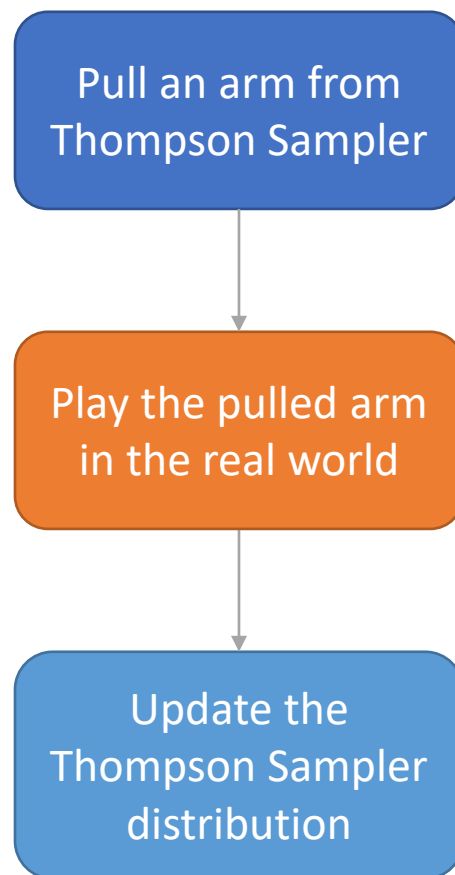 Pull an arm from
Thompson Sampler
Play the pulled arm
in the real world
Update the
Thompson Sampler
distribution